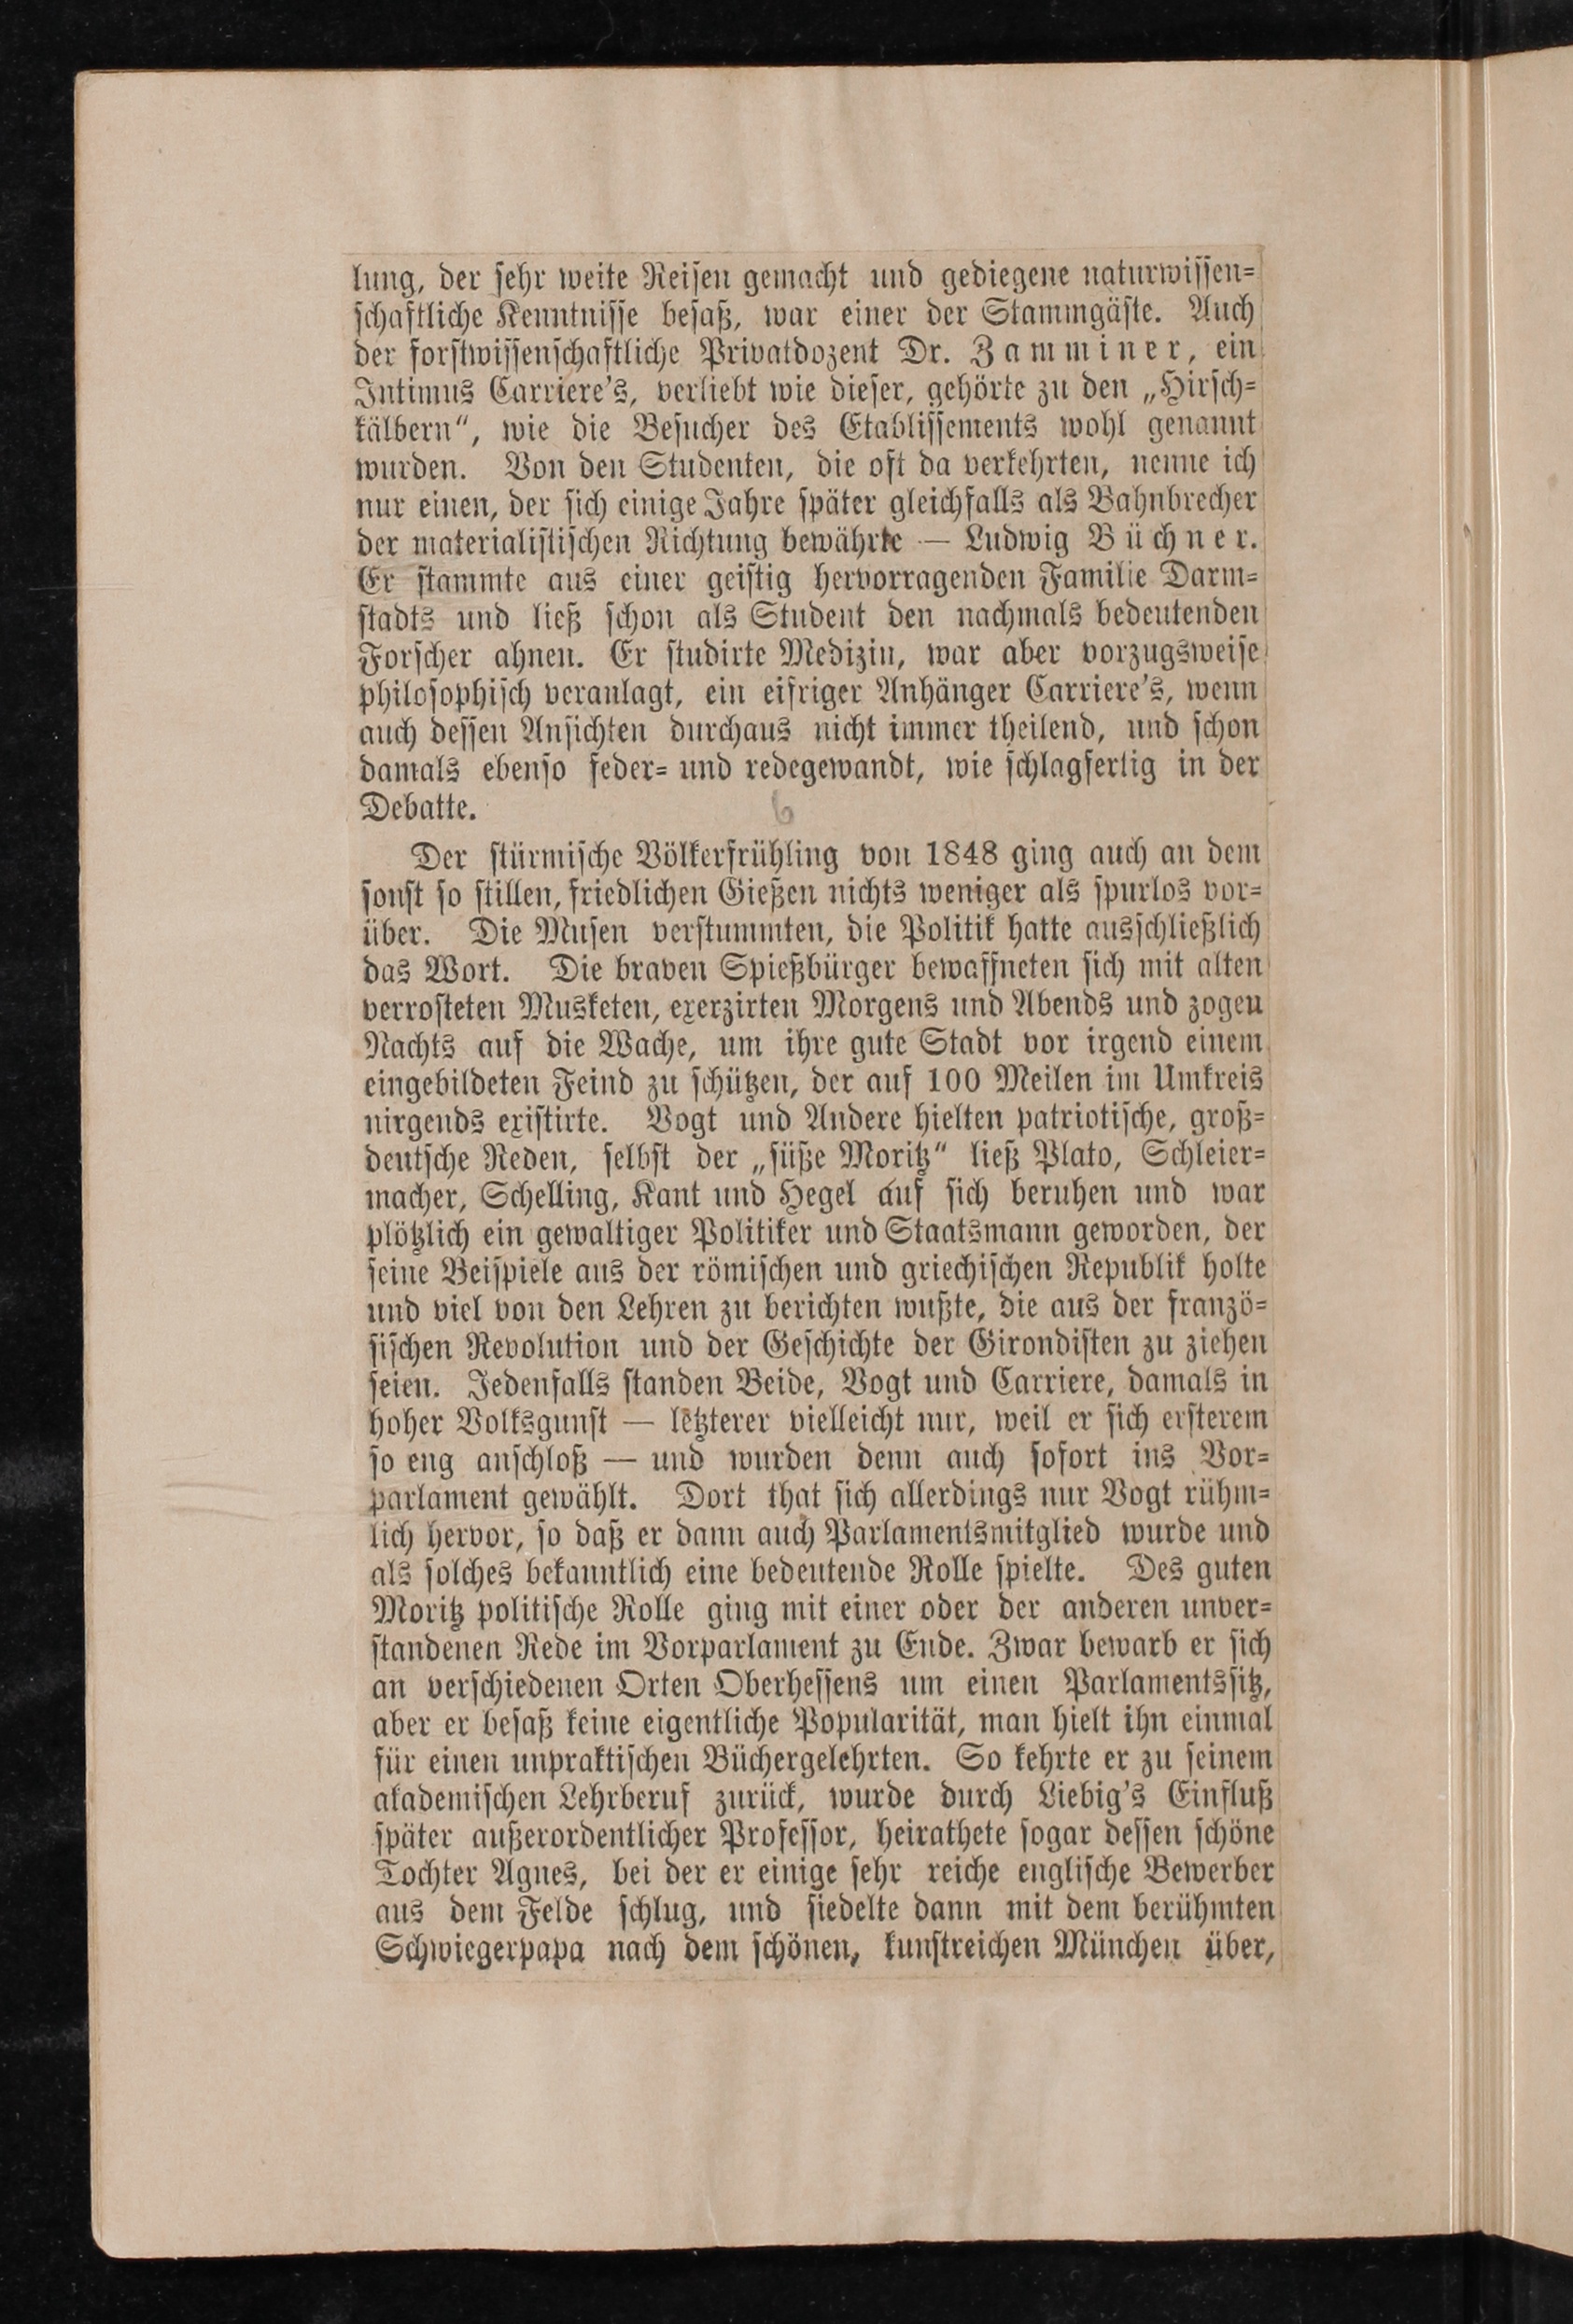 lung, der sehr weite Reisen gemacht und gediegene naturwissen-
schaftliche Kenntnisse besaß, war einer der Stammgäste. Auch
der forstwissenschaftliche Privatdozent Dr. Zamminer, ein
Intimus Carriere's, verliebt wie dieser, gehörte zu den „Hirsch-
kälbern“, wie die Besucher des Etablissements wohl genannt
wurden. Von den Studenten, die oft da verkehrten, nenne ich
nur einen, der sich einige Jahre später gleichfalls als Bahnbrecher
der materialistischen Richtung bewährte — Ludwig Büchner.
Er stammte aus einer geistig hervorragenden Familie Darm-
stadts und ließ schon als Student den nachmals bedeutenden
Forscher ahnen. Er studirte Medizin, war aber vorzugsweise
philosophisch veranlagt, ein eifriger Anhänger Carriere's, wenn
auch dessen Ansichten durchaus nicht immer theilend, und schon
damals ebenso feder- und redegewandt, wie schlagfertig in der
Debatte.
6
Der stürmische Völkerfrühling von 1848 ging auch an dem
sonst so stillen, friedlichen Gießen nichts weniger als spurlos vor-
über. Die Musen verstummten, die Politik hatte ausschließlich
das Wort. Die braven Spießbürger bewaffneten sich mit alten
verrosteten Musketen, exerzirten Morgens und Abends und zogen
Nachts auf die Wache, um ihre gute Stadt vor irgend einem
eingebildeten Feind zu schützen, der auf 100 Meilen im Umkreis
nirgends existirte. Vogt und Andere hielten patriotische, groß-
deutsche Reden, selbst der „süße Moritz“ ließ Plato, Schleier-
macher, Schelling, Kant und Hegel auf sich beruhen und war
plötzlich ein gewaltiger Politiker und Staatsmann geworden, der
seine Beispiele aus der römischen und griechischen Republik holte
und viel von den Lehren zu berichten wußte, die aus der franzö-
sischen Revolution und der Geschichte der Girondisten zu ziehen
seien. Jedenfalls standen Beide, Vogt und Carriere, damals in
hoher Volksgunst — letzterer vielleicht nur, weil er sich ersterem
so eng anschloß — und wurden denn auch sofort ins Vor-
parlament gewählt. Dort that sich allerdings nur Vogt rühm-
lich hervor, so daß er dann auch Parlamentsmitglied wurde und
als solches bekanntlich eine bedeutende Rolle spielte. Des guten
Moritz politische Rolle ging mit einer oder der anderen unver-
standenen Rede im Vorparlament zu Ende. Zwar bewarb er sich
an verschiedenen Orten Oberhessens um einen Parlamentssitz,
aber er besaß keine eigentliche Popularität, man hielt ihn einmal
für einen unpraktischen Büchergelehrten. So kehrte er zu seinem
akademischen Lehrberuf zurück, wurde durch Liebig's Einfluß
später außerordentlicher Professor, heirathete sogar dessen schöne
Tochter Agnes, bei der er einige sehr reiche englische Bewerber
aus dem Felde schlug, und siedelte dann mit dem berühmten
Schwiegerpapa nach dem schönen, kunstreichen München über,